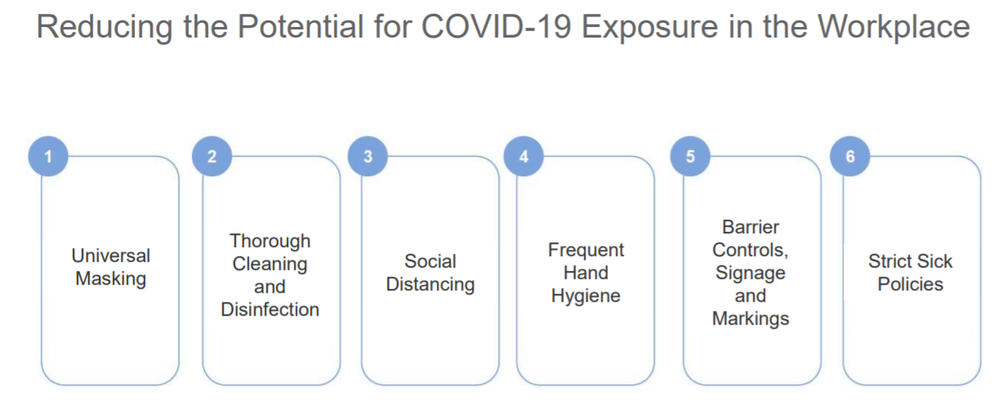 Reducing the Potential for COVID-19 Exposure in the Workplace
1
Universal
Masking
2
Thorough
Cleaning
and
Disinfection
3
Social
Distancing
4
Frequent
Hand
Hygiene
5
Barrier
Controls,
Signage
and
Markings
6
Strict Sick
Policies